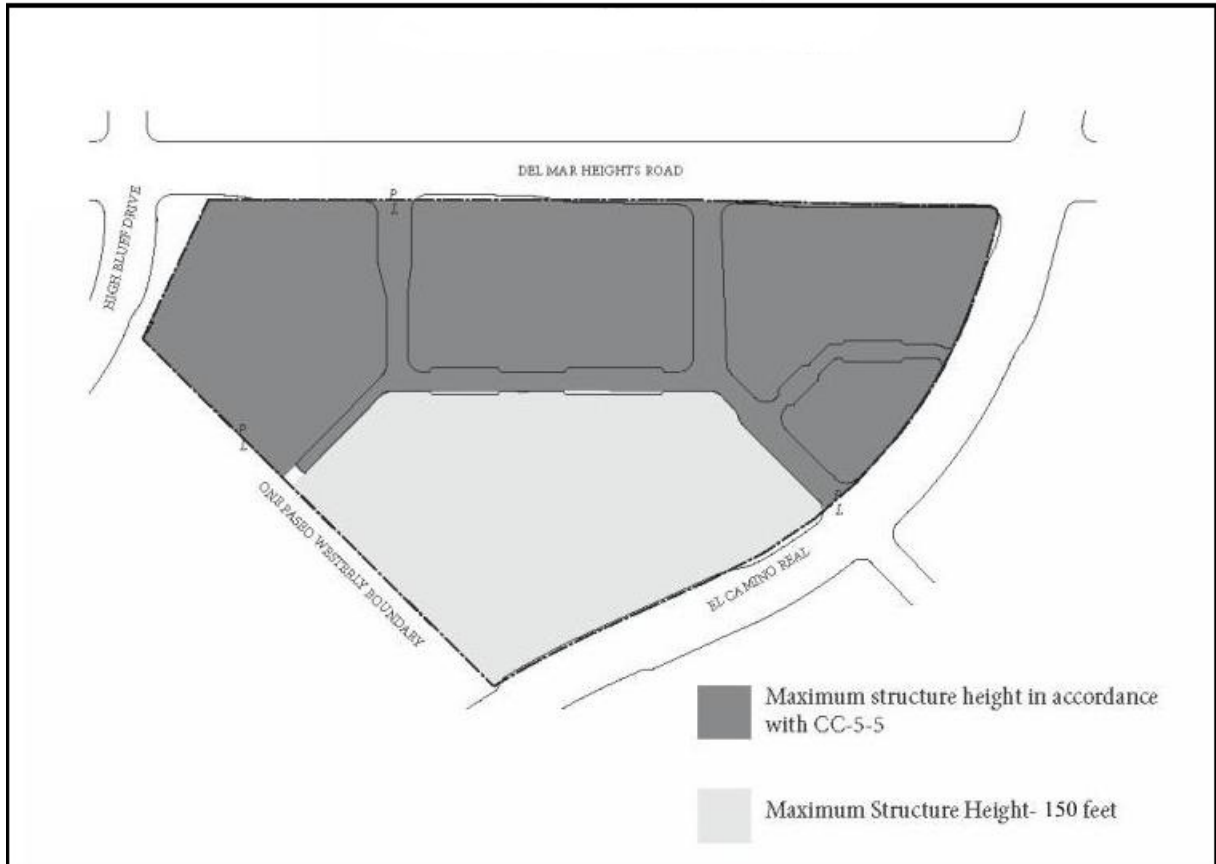 DEL MAR HEIGHTS ROAD
HIGH BLUFF DRIVE
P
L
P
L
ONE PASEO WESTERLY BOUNDARY
P
L
EL CAMINO REAL
Maximum structure height in accordance
with CC-5-5
Maximum Structure Height- 150 feet